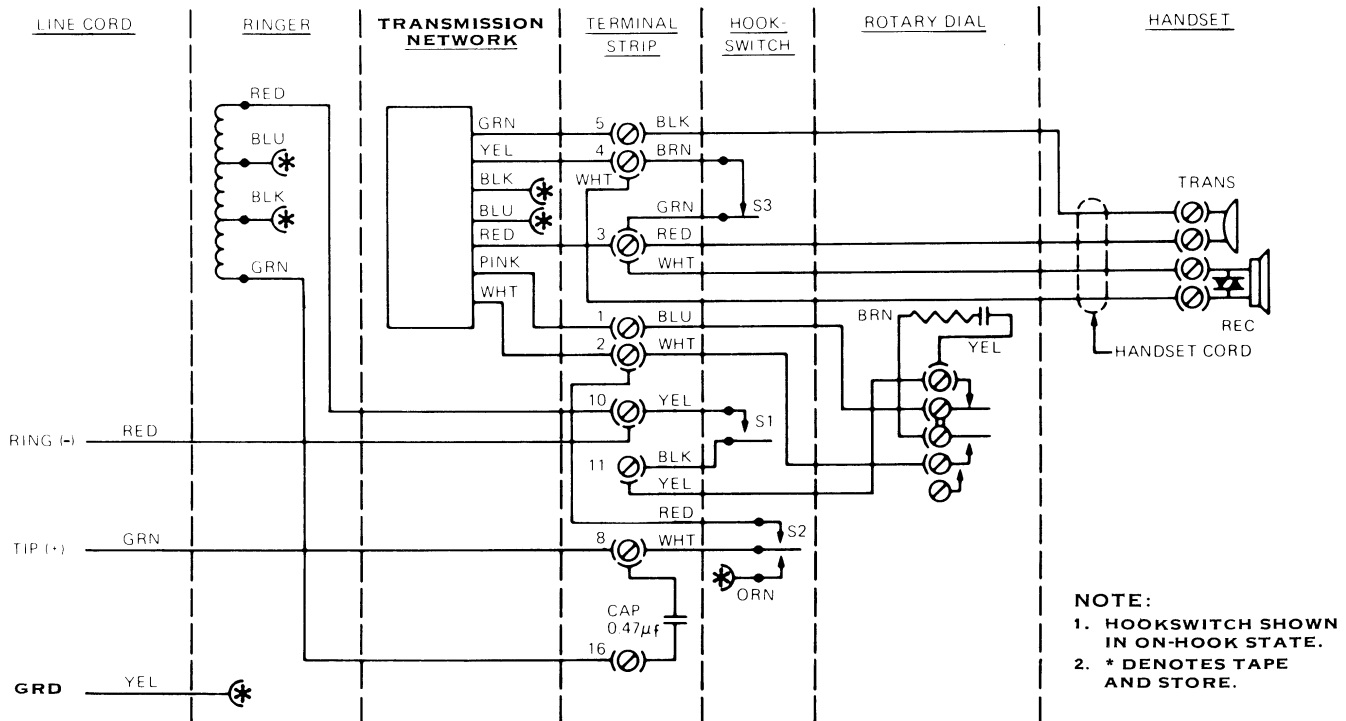 LINE CORD
RINGER
TRANSMISSION
NETWORK
TERMINAL
STRIP
HOOK-
SWITCH
ROTARY DIAL
HANDSET
RED
BLU
BLK
GRN
GRN
YEL
BLK
BLU
RED
PINK
WHT
5
BLK
4
BRN
WHT
GRN
S3
3
RED
WHT
1
BLU
2
WHT
10
YEL
S1
11
BLK
YEL
RED
S2
8
WHT
* ORN
CAP
0.47µf
16
BRN
YEL
TRANS
REC
HANDSET CORD
RING (-)
RED
TIP (+)
GRN
GRD
YEL
*
NOTE:
1. HOOKSWITCH SHOWN
IN ON-HOOK STATE.
2. * DENOTES TAPE
AND STORE.